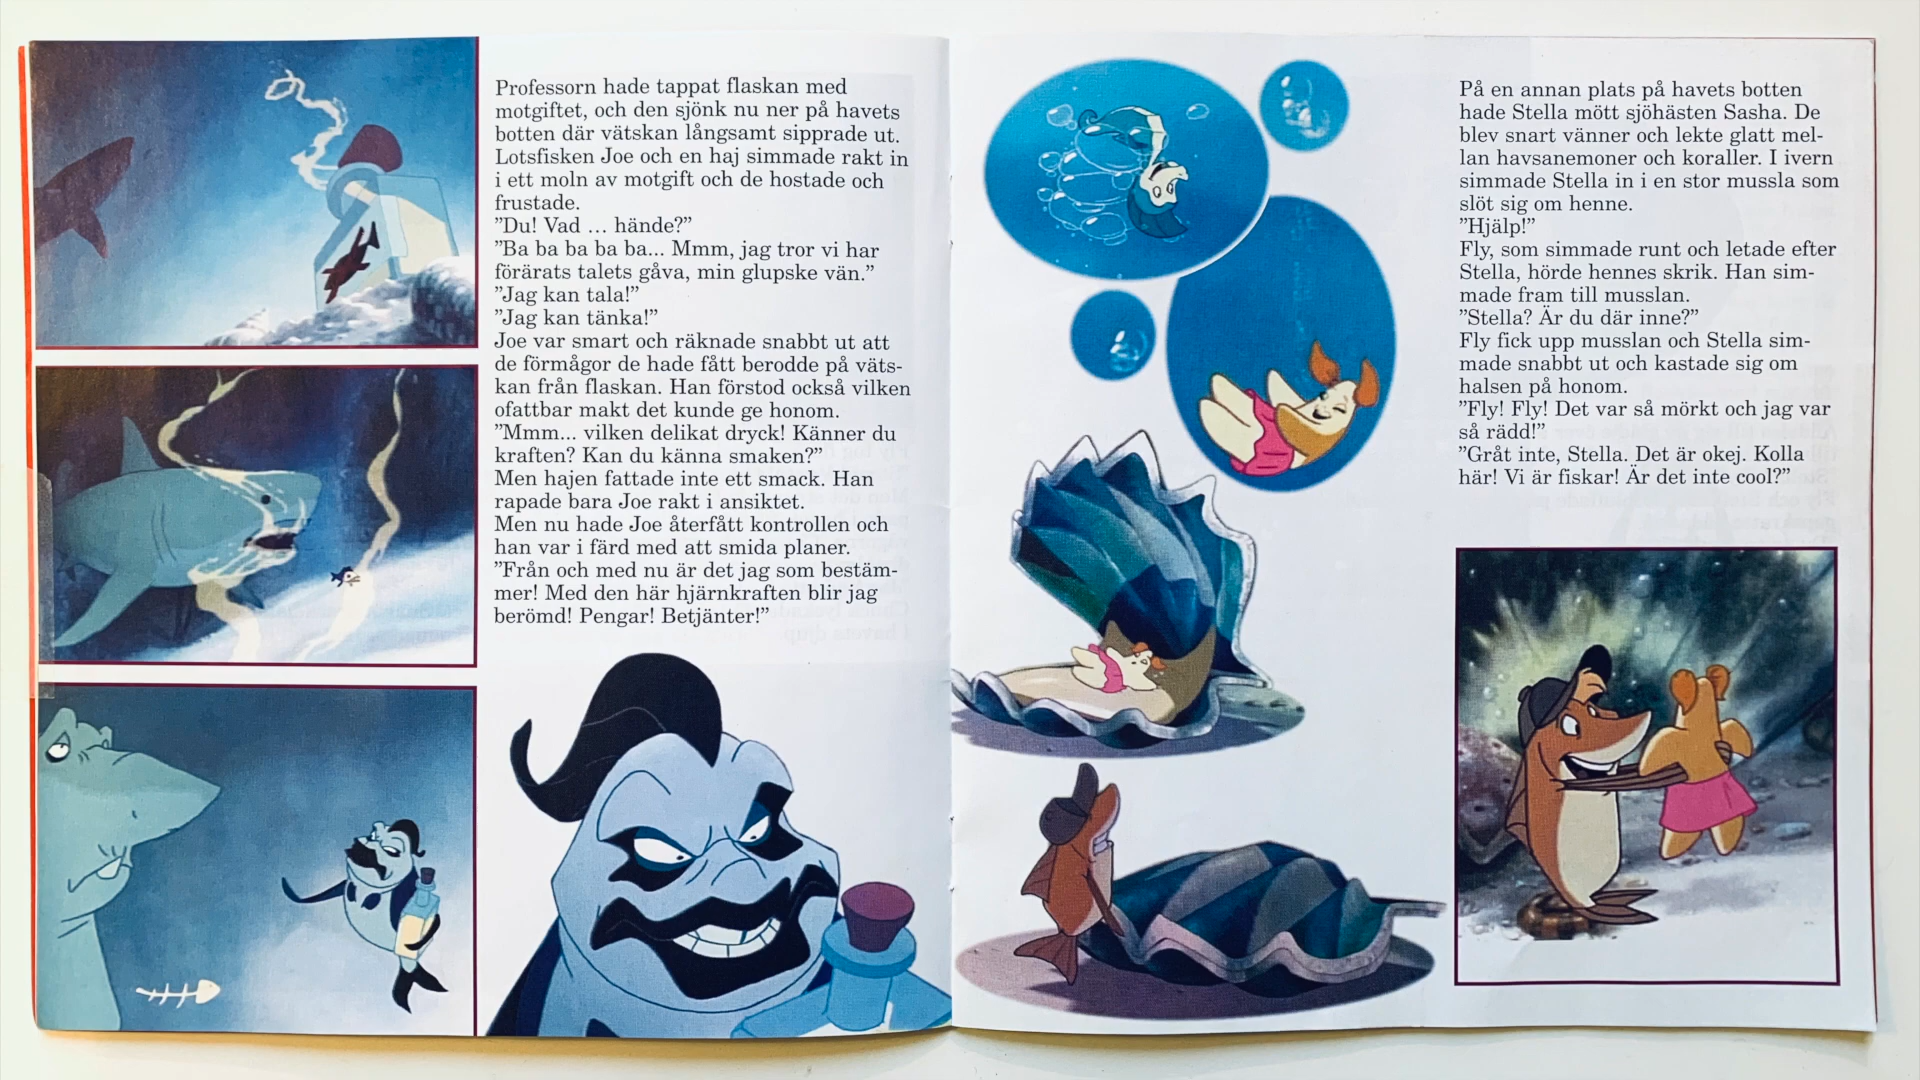 Professorn hade tappat flaskan med
motgiftet, och den sjönk nu ner på havets
botten där vätskan långsamt sipprade ut.
Lotsfisken Joe och en haj simmade rakt in
i ett moln av motgift och de hostade och
frustade.
”Du! Vad … hände?”
”Ba ba ba ba ba... Mmm, jag tror vi har
förärats talets gåva, min glupske vän.”
”Jag kan tala!”
”Jag kan tänka!”
Joe var smart och räknade snabbt ut att
de förmågor de hade fått berodde på väts-
kan från flaskan. Han förstod också vilken
ofattbar makt det kunde ge honom.
”Mmm... vilken delikat dryck! Känner du
kraften? Kan du känna smaken?”
Men hajen fattade inte ett smack. Han
rapade bara Joe rakt i ansiktet.
Men nu hade Joe återfått kontrollen och
han var i färd med att smida planer.
”Från och med nu är det jag som bestäm-
mer! Med den här hjärnkraften blir jag
berömd! Pengar! Betjänter!”
På en annan plats på havets botten
hade Stella mött sjöhästen Sasha. De
blev snart vänner och lekte glatt mel-
lan havsanemoner och koraller. I ivern
simmade Stella in i en stor mussla som
slöt sig om henne.
”Hjälp!”
Fly, som simmade runt och letade efter
Stella, hörde hennes skrik. Han sim-
made fram till musslan.
”Stella? Är du där inne?”
Fly fick upp musslan och Stella sim-
made snabbt ut och kastade sig om
halsen på honom.
”Fly! Fly! Det var så mörkt och jag var
så rädd!”
”Gråt inte, Stella. Det är okej. Kolla
här! Vi är fiskar! Är det inte cool?”